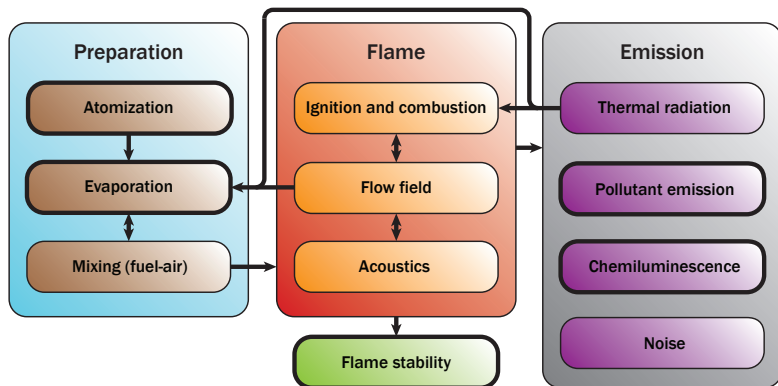 Preparation
Atomization
Evaporation
Mixing (fuel-air)
Flame
Ignition and combustion
Flow field
Acoustics
Flame stability
Emission
Thermal radiation
Pollutant emission
Chemiluminescence
Noise